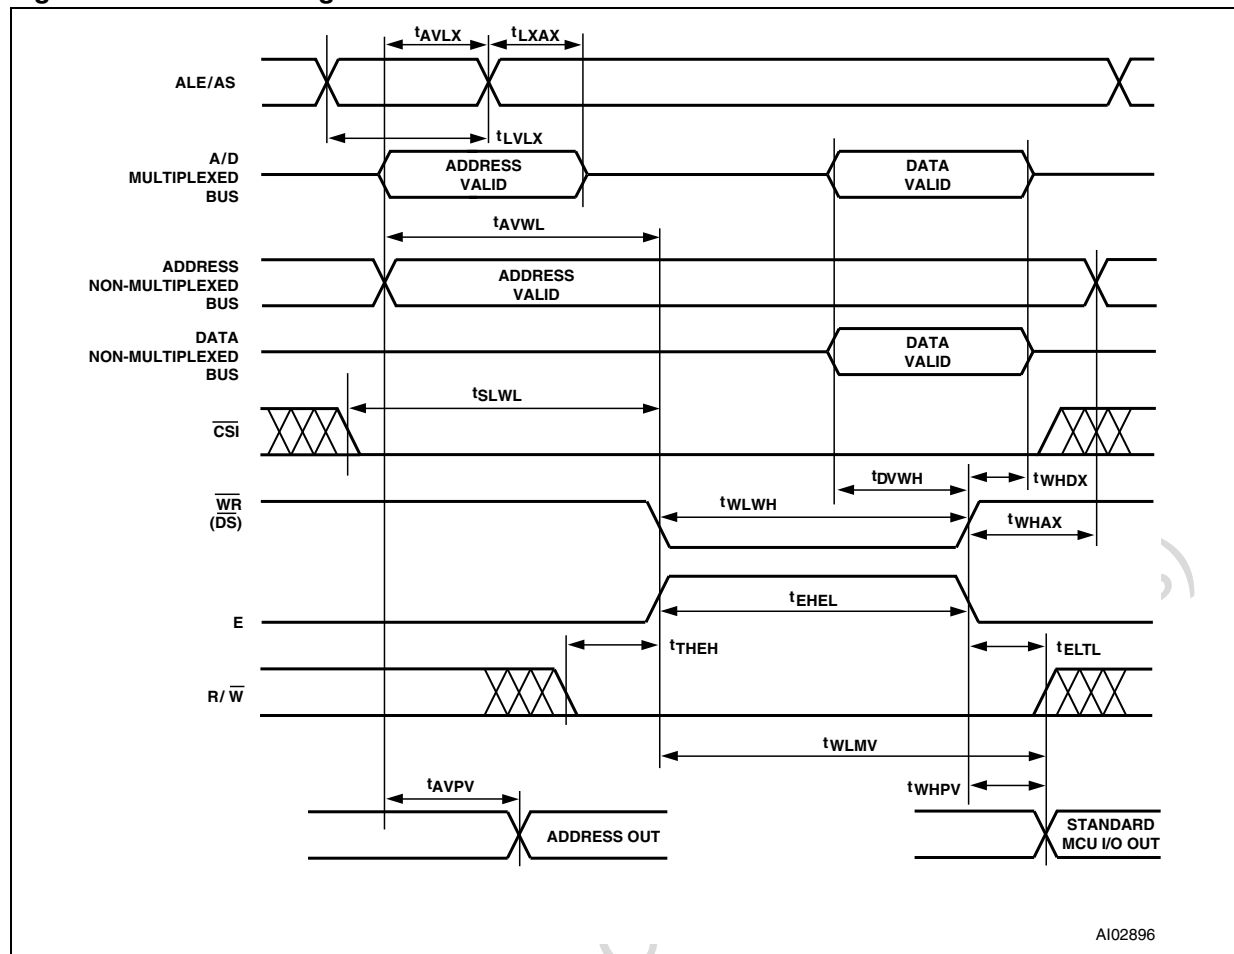 tAVLX tLXAX
ALE/AS
tLVLX
A/D
MULTIPLEXED
BUS
ADDRESS
VALID
DATA
VALID
tAVWL
ADDRESS
NON-MULTIPLEXED
BUS
ADDRESS
VALID
DATA
NON-MULTIPLEXED
BUS
DATA
VALID
tSLWL
CSI
tDVWH tWHDX
WR
(DS)
tWLWH
tWHAX
tEHEL
E
tTHEH tELTL
R/ W
tWLMV
tAVPV tWHPV
ADDRESS OUT
STANDARD
MCU I/O OUT
AI02896